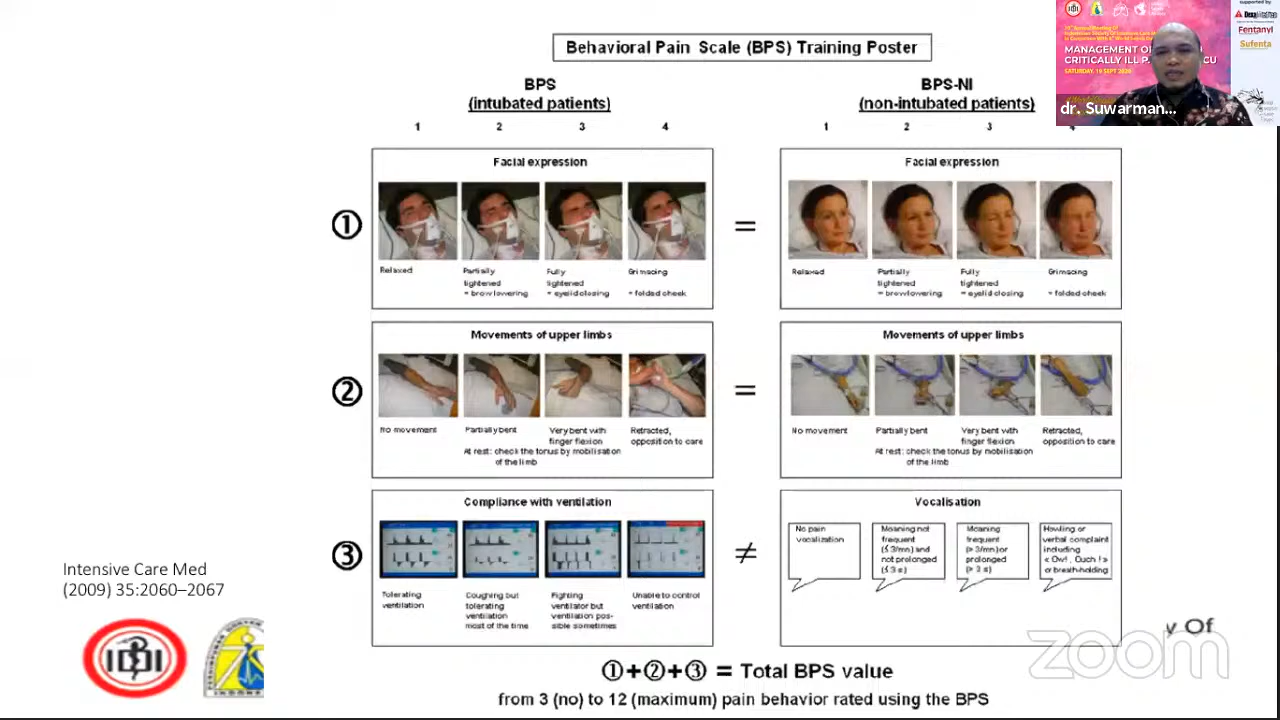 Behavioral Pain Scale (BPS) Training Poster
BPS
(intubated patients)
1 2 3 4
BPS-NI
(non-intubated patients)
1 2 3
①
Facial expression
Relaxed
Partially
tightened
= brow lowering
Fully
tightened
= eyelid closing
Grimacing
= folded cheek
=
Facial expression
Relaxed
Partially
tightened
= brow lowering
Fully
tightened
= eyelid closing
Grimacing
= folded cheek
②
Movements of upper limbs
No movement
Partially bent
Very bent with
finger flexion
Retracted,
opposition to care
At rest: check the tonus by mobilisation
of the limb
=
Movements of upper limbs
No movement
Partially bent
Very bent with
finger flexion
Retracted,
opposition to care
At rest: check the tonus by mobilisation
of the limb
③
Compliance with ventilation
Tolerating
ventilation
Coughing but
tolerating
ventilation
most of the time
Fighting
ventilator but
ventilation pos-
sible sometimes
Unable to control
ventilation
≠
Vocalisation
No pain
vocalization
Moaning not
frequent
(≤ 3/mn) and
not prolonged
(≤ 3 s)
Moaning
frequent
(> 3/mn) or
prolonged
(> 3 s)
Howling or
verbal complaint
including
« Ow! , Ouch ! »
or breath-holding
①+②+③ = Total BPS value
from 3 (no) to 12 (maximum) pain behavior rated using the BPS
Intensive Care Med
(2009) 35:2060–2067
IDI
MANAGEMENT O
CRITICALLY ILL P CU
SATURDAY, 19 SEPT 2020
dr. Suwarman...
supported by
Fentanyl
Sufenta
y Of
zoom